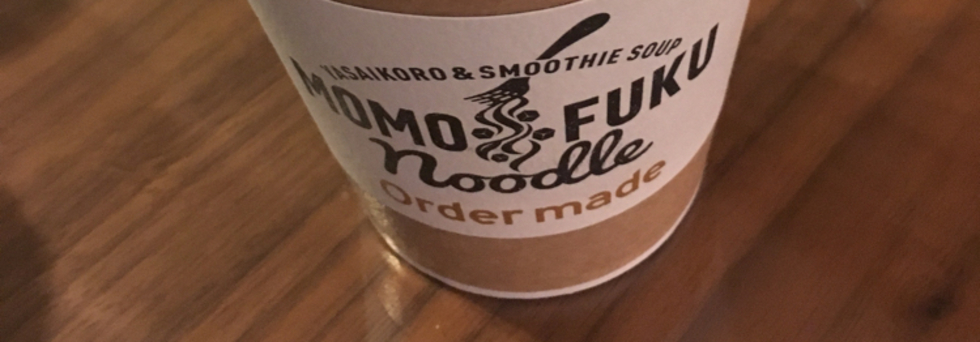 YASAIKORO & SMOOTHIE SOUP
MOMO FUKU
Noodle
Order made